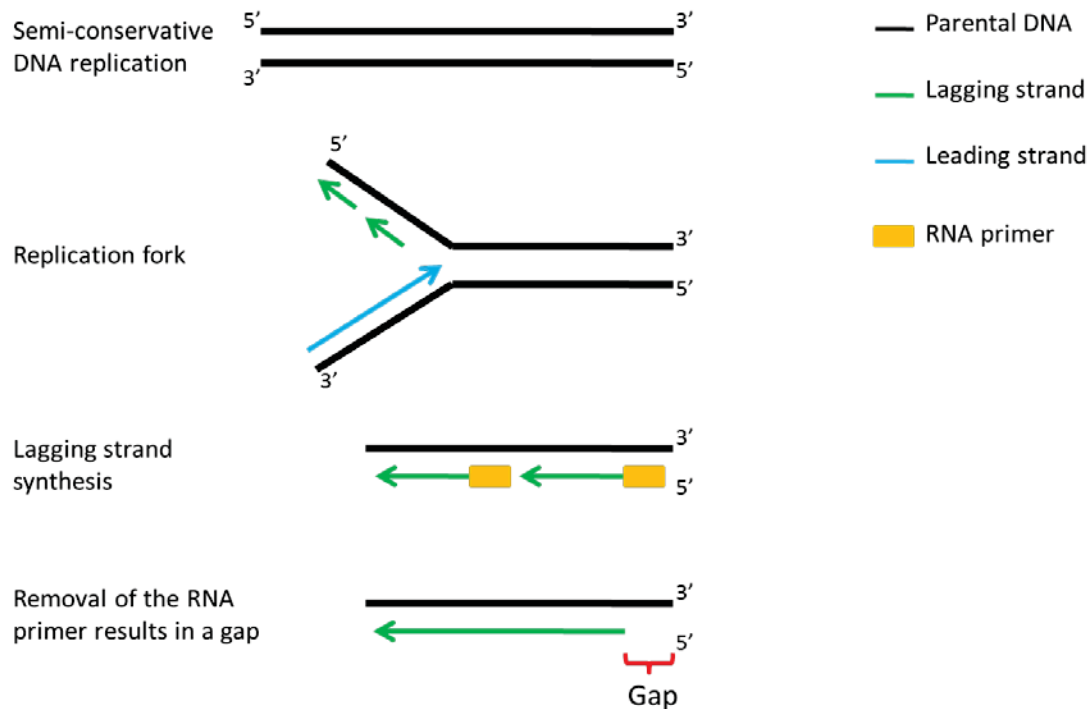 Semi-conservative
DNA replication
5′
3′
3′
5′
Parental DNA
Lagging strand
Leading strand
RNA primer
Replication fork
5′
3′
5′
3′
Lagging strand
synthesis
3′
5′
Removal of the RNA
primer results in a gap
3′
5′
Gap